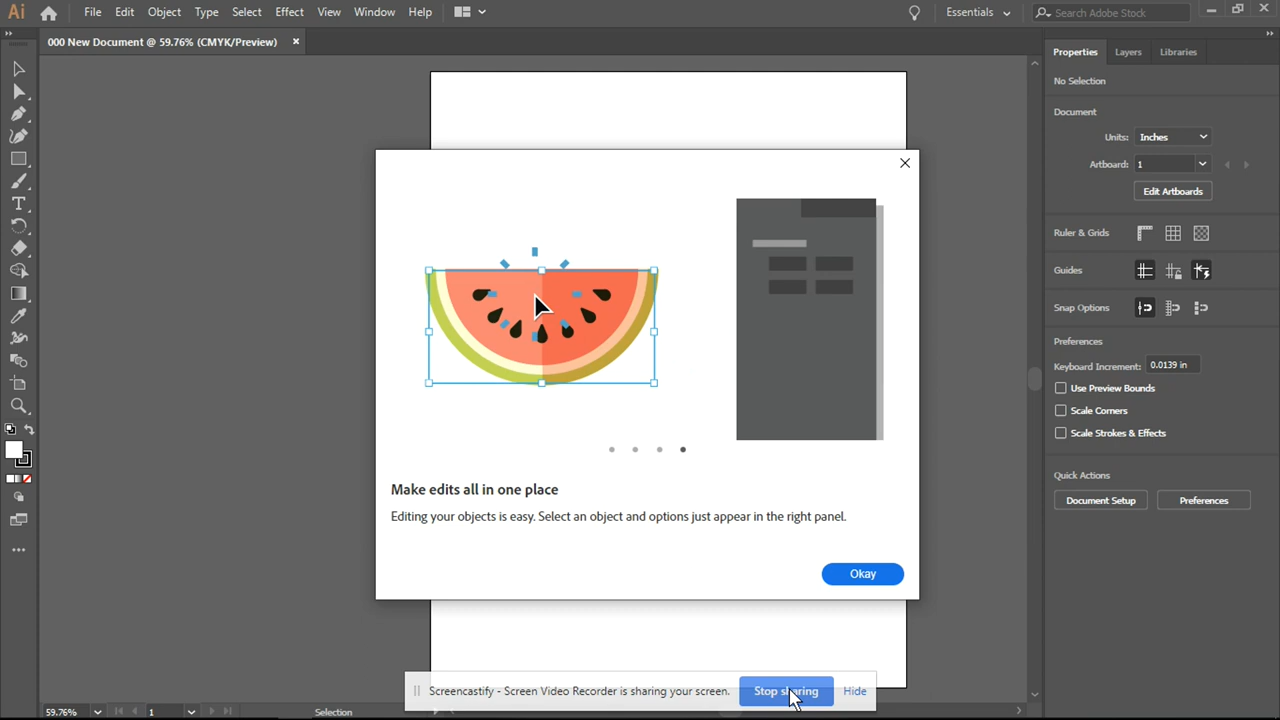 Ai File Edit Object Type Select Effect View Window Help Essentials Search Adobe Stock
000 New Document @ 59.76% (CMYK/Preview)
Properties Layers Libraries
No Selection
Document
Units: Inches
Artboard: 1
Edit Artboards
Ruler & Grids
Guides
Snap Options
Preferences
Keyboard Increment: 0.0139 in
Use Preview Bounds
Scale Corners
Scale Strokes & Effects
Quick Actions
Document Setup Preferences
Make edits all in one place
Editing your objects is easy. Select an object and options just appear in the right panel.
Okay
Screencastify - Screen Video Recorder is sharing your screen. Stop sharing Hide
59.76% 1 Selection